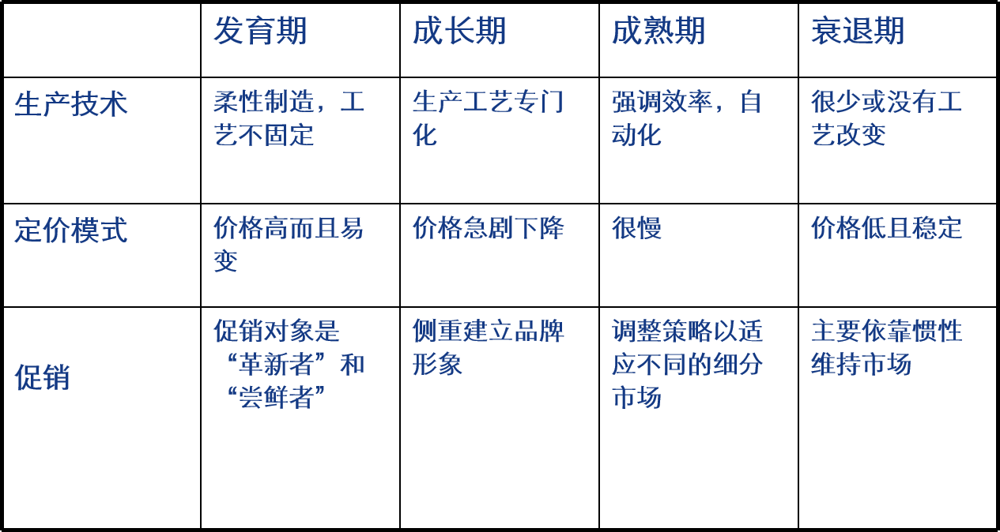 发育期 成长期 成熟期 衰退期
生产技术
柔性制造，工
艺不固定
生产工艺专门
化
强调效率，自
动化
很少或没有工
艺改变
定价模式
价格高而且易
变
价格急剧下降
很慢
价格低且稳定
促销
促销对象是
“革新者”和
“尝鲜者”
侧重建立品牌
形象
调整策略以适
应不同的细分
市场
主要依靠惯性
维持市场